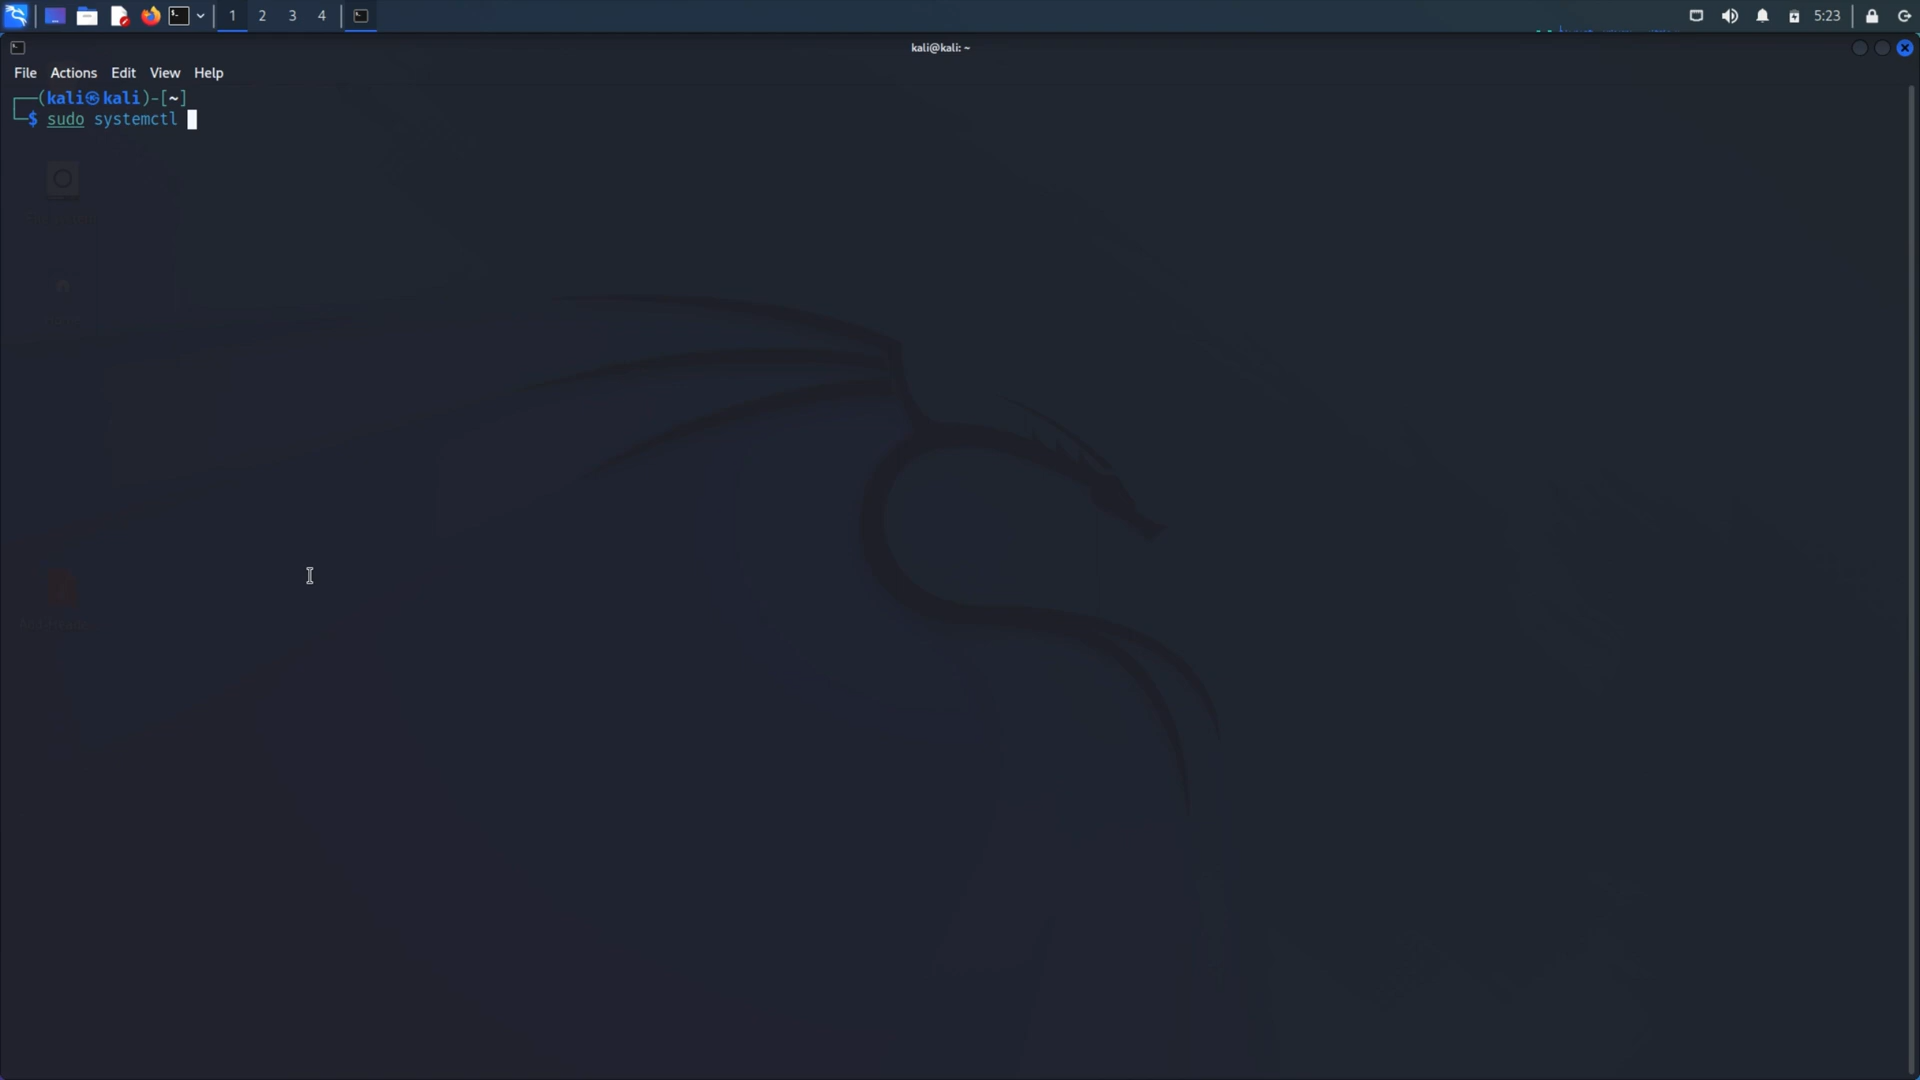 1 2 3 4 5:23
kali@kali: ~
File Actions Edit View Help
┌──(kali㉿kali)-[~]
└─$ sudo systemctl